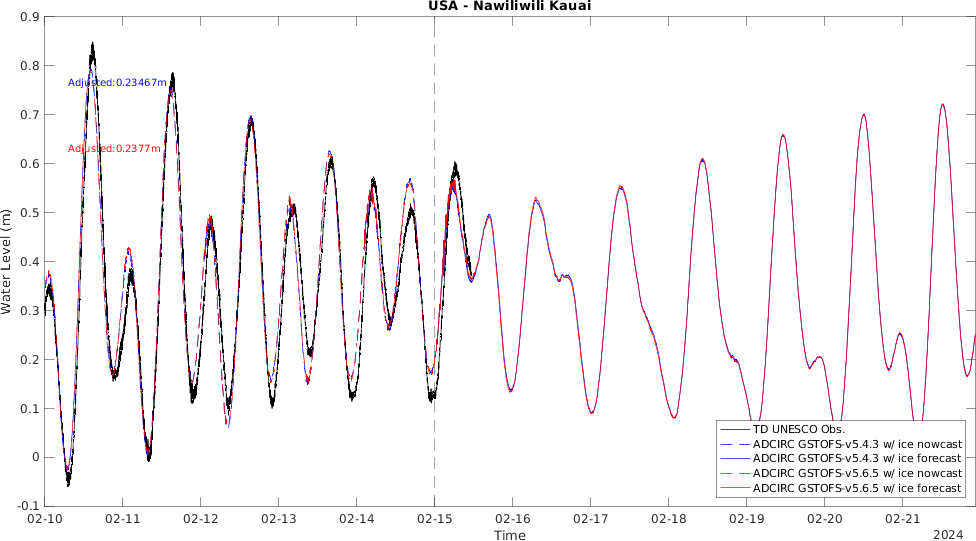 USA - Nawiliwili Kauai
0.9
0.8
0.7
0.6
0.5
0.4
0.3
0.2
0.1
0
-0.1
Water Level (m)
Adjusted:0.23467m
Adjusted:0.2377m
TD UNESCO Obs.
ADCIRC GSTOFS-v5.4.3 w/ ice nowcast
ADCIRC GSTOFS-v5.4.3 w/ ice forecast
ADCIRC GSTOFS-v5.6.5 w/ ice nowcast
ADCIRC GSTOFS-v5.6.5 w/ ice forecast
02-10 02-11 02-12 02-13 02-14 02-15 02-16 02-17 02-18 02-19 02-20 02-21
Time
2024